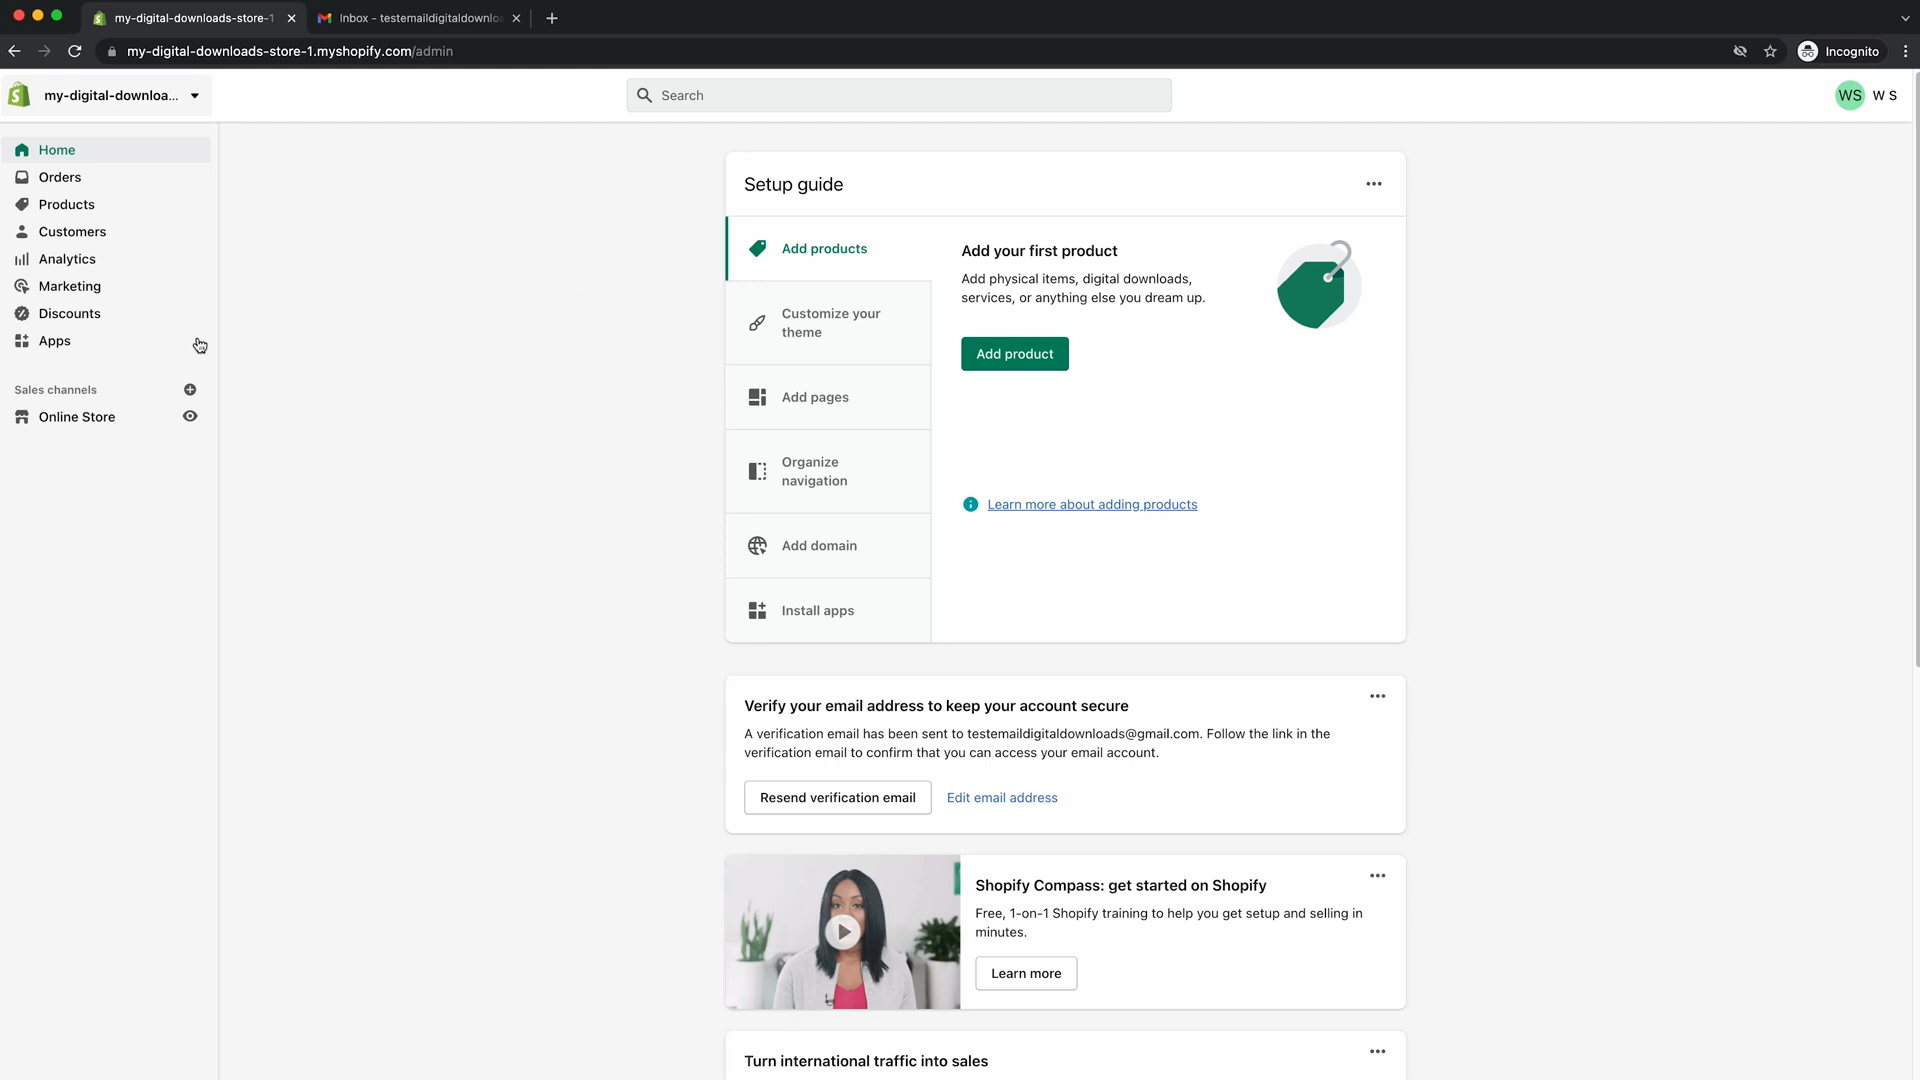 my-digital-downloads-store-1
Inbox - testemaildigitaldownlo
my-digital-downloads-store-1.myshopify.com/admin
Incognito
my-digital-downloa...
Search
WS
W S
Home
Orders
Products
Customers
Analytics
Marketing
Discounts
Apps
Sales channels
Online Store
Setup guide
Add products
Customize your
theme
Add pages
Organize
navigation
Add domain
Install apps
Add your first product
Add physical items, digital downloads,
services, or anything else you dream up.
Add product
Learn more about adding products
Verify your email address to keep your account secure
A verification email has been sent to testemaildigitaldownloads@gmail.com. Follow the link in the
verification email to confirm that you can access your email account.
Resend verification email
Edit email address
Shopify Compass: get started on Shopify
Free, 1-on-1 Shopify training to help you get setup and selling in
minutes.
Learn more
Turn international traffic into sales